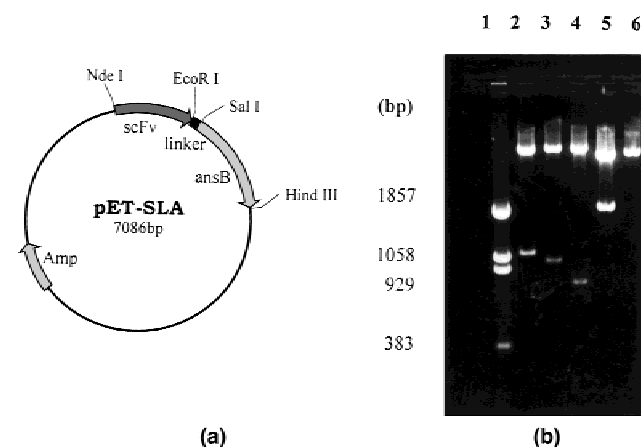 1 2 3 4 5 6
Nde I
EcoR I
Sal I
scFv
linker
ansB
Hind III
pET-SLA
7086bp
Amp
(bp)
1857
1058
929
383
(a)
(b)